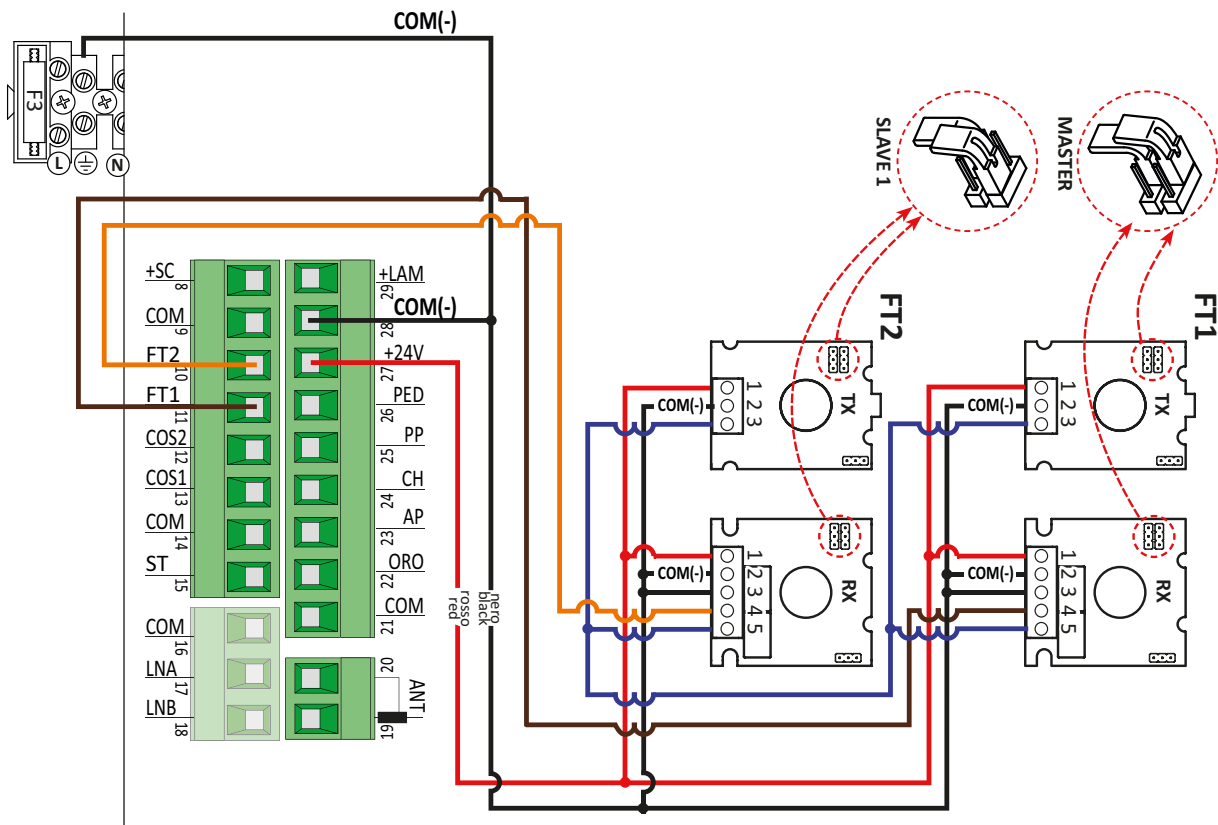 COM(-)
F3
L
N
SLAVE 1
MASTER
+SC
8
COM
9
FT2
10
FT1
11
COS2
12
COS1
13
COM
14
ST
15
COM
16
LNA
17
LNB
18
+LAM
29
COM(-)
28
+24V
27
PED
26
PP
25
CH
24
AP
23
ORO
22
COM
21
20
ANT
19
rosso
red
nero
black
FT2
1
2
3
COM(-)
TX
1
2
3
4
5
COM(-)
RX
FT1
1
2
3
COM(-)
TX
1
2
3
4
5
COM(-)
RX